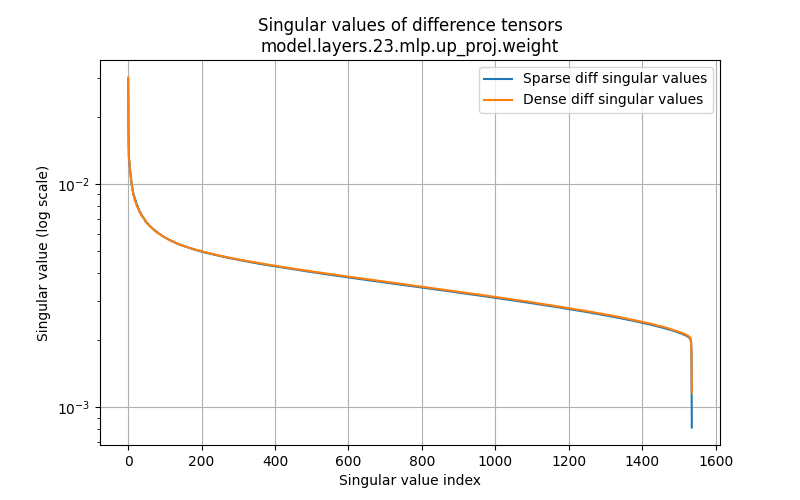 Singular values of difference tensors
model.layers.23.mlp.up_proj.weight
Sparse diff singular values
Dense diff singular values
Singular value (log scale)
10⁻²
10⁻³
0 200 400 600 800 1000 1200 1400 1600
Singular value index